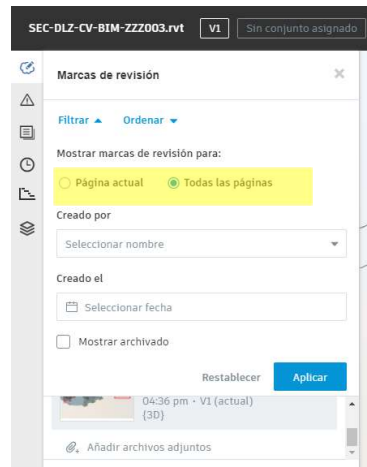 SEC-DLZ-CV-BIM-ZZZ003.rvt V1 Sin conjunto asignado
Marcas de revisión
Filtrar Ordenar
Mostrar marcas de revisión para:
Página actual Todas las páginas
Creado por
Seleccionar nombre
Creado el
Seleccionar fecha
Mostrar archivado
Restablecer Aplicar
04:36 pm · V1 (actual)
{3D}
Añadir archivos adjuntos